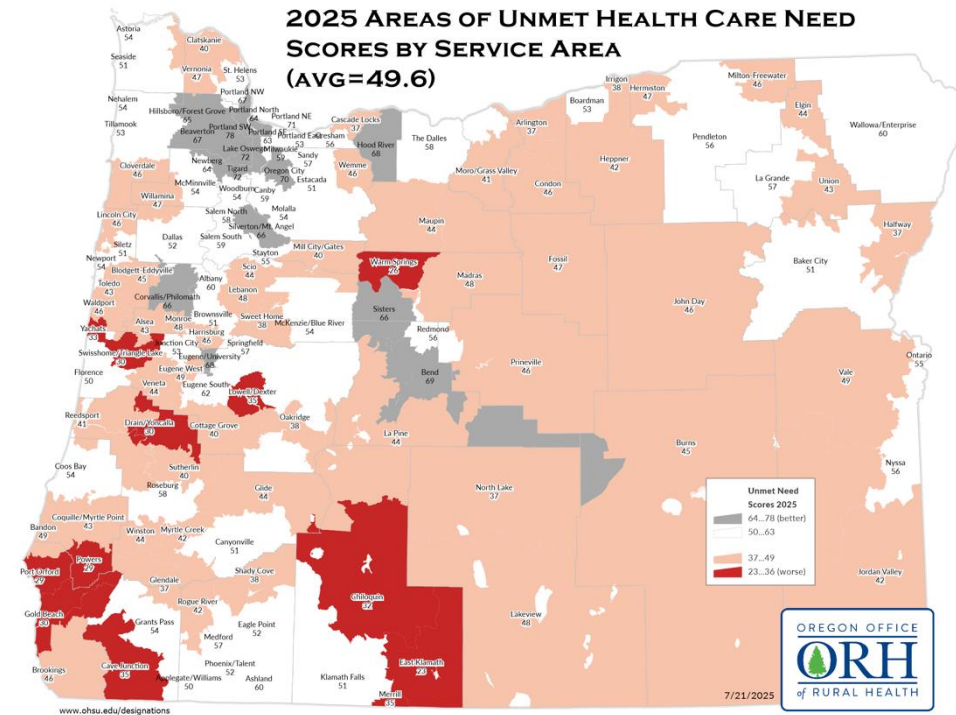 2025 Areas of Unmet Health Care Need
Scores by Service Area
(avg=49.6)
Astoria
54
Clatskanie
40
Seaside
51
Vernonia
47
St. Helens
53
Portland NW
67
Nehalem
54
Hillsboro/Forest Grove
65
Portland North
64
Portland NE
71
Tillamook
53
Beaverton
67
Portland SW
78
Portland SE
63
Portland East
53
Gresham
56
Cascade Locks
37
Hood River
68
The Dalles
58
Lake Oswego
72
Milwaukie
59
Sandy
57
Newberg
64
Tigard
72
Oregon City
70
Estacada
51
Wemme
46
Cloverdale
46
McMinnville
54
Woodburn
54
Canby
59
Willamina
47
Molalla
54
Lincoln City
46
Salem North
58
Silverton/Mt. Angel
66
Dallas
52
Salem South
59
Siletz
51
Stayton
55
Mill City/Gates
40
Newport
54
Blodgett-Eddyville
45
Albany
60
Scio
44
Toledo
43
Corvallis/Philomath
66
Lebanon
48
Waldport
46
Brownsville
51
Sweet Home
38
McKenzie/Blue River
54
Alsea
43
Monroe
48
Yachats
33
Harrisburg
46
Junction City
53
Springfield
57
Swisshome/Triangle Lake
30
Eugene/University
68
Eugene West
49
Florence
50
Veneta
44
Eugene South
62
Lowell/Dexter
35
Reedsport
41
Drain/Yoncalla
30
Cottage Grove
40
Oakridge
38
Coos Bay
54
Sutherlin
40
Roseburg
58
Glide
44
Coquille/Myrtle Point
43
Bandon
49
Winston
44
Myrtle Creek
42
Canyonville
51
Powers
29
Port Orford
29
Glendale
37
Shady Cove
38
Gold Beach
30
Rogue River
42
Grants Pass
54
Eagle Point
52
Medford
57
Brookings
46
Cave Junction
35
Phoenix/Talent
52
Applegate/Williams
50
Ashland
60
Klamath Falls
51
Merrill
35
East Klamath
23
Chiloquin
32
Irrigon
38
Hermiston
47
Boardman
53
Arlington
37
Milton-Freewater
46
Elgin
44
Wallowa/Enterprise
60
Pendleton
56
Heppner
42
La Grande
57
Union
43
Moro/Grass Valley
41
Condon
46
Maupin
44
Halfway
37
Baker City
51
Warm Springs
26
Madras
48
Fossil
47
Sisters
66
Redmond
56
John Day
46
Bend
69
Prineville
46
Ontario
55
Vale
49
La Pine
44
Burns
45
Nyssa
56
North Lake
37
Lakeview
48
Jordan Valley
42
Unmet Need
Scores 2025
64...78 (better)
50...63
37...49
23...36 (worse)
7/21/2025
OREGON OFFICE
ORH
of RURAL HEALTH
www.ohsu.edu/designations